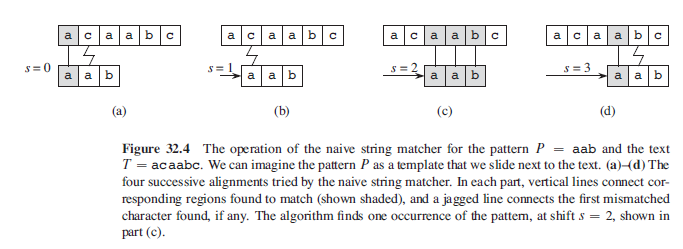 a c a a b c a c a a b c a c a a b c a c a a b c
s = 0 a a b s = 1 a a b s = 2 a a b s = 3 a a b
(a) (b) (c) (d)
Figure 32.4 The operation of the naive string matcher for the pattern P = aab and the text
T = acaabc. We can imagine the pattern P as a template that we slide next to the text. (a)–(d) The
four successive alignments tried by the naive string matcher. In each part, vertical lines connect cor-
responding regions found to match (shown shaded), and a jagged line connects the first mismatched
character found, if any. The algorithm finds one occurrence of the pattern, at shift s = 2, shown in
part (c).